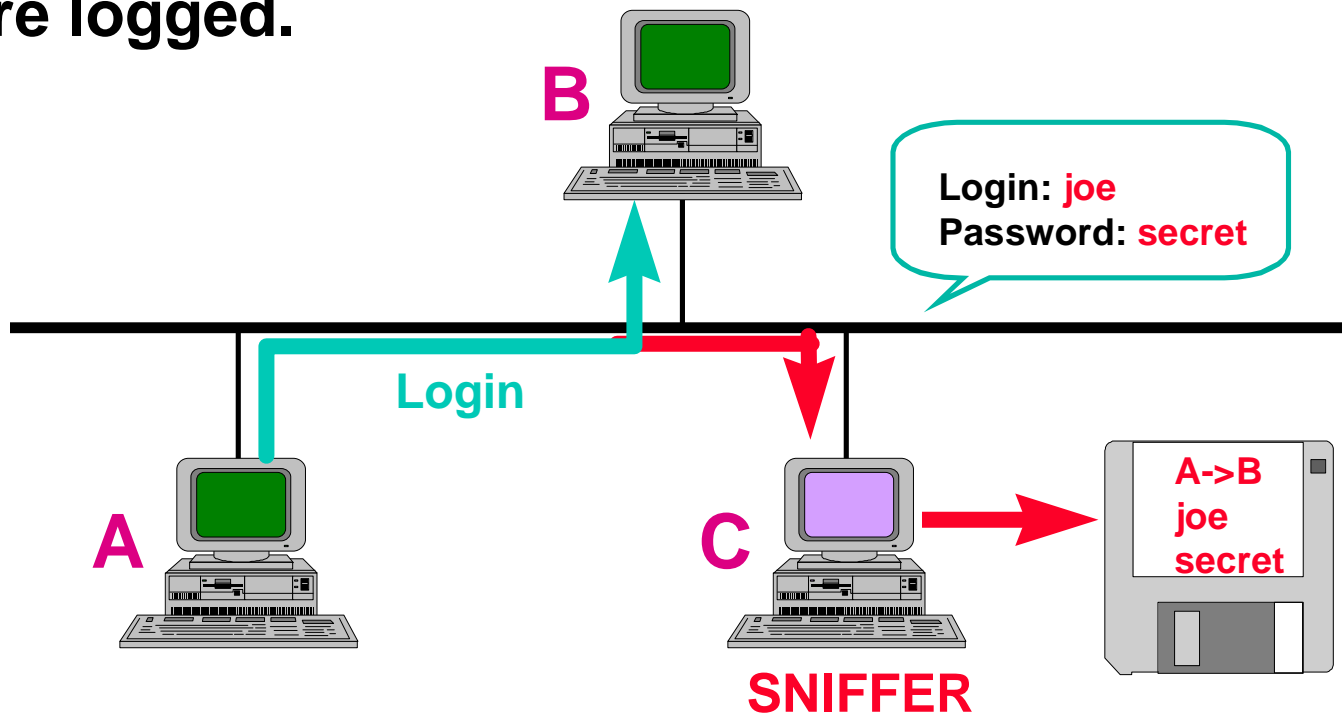 re logged.
B
Login: joe
Password: secret
Login
A
C
A->B
joe
secret
SNIFFER